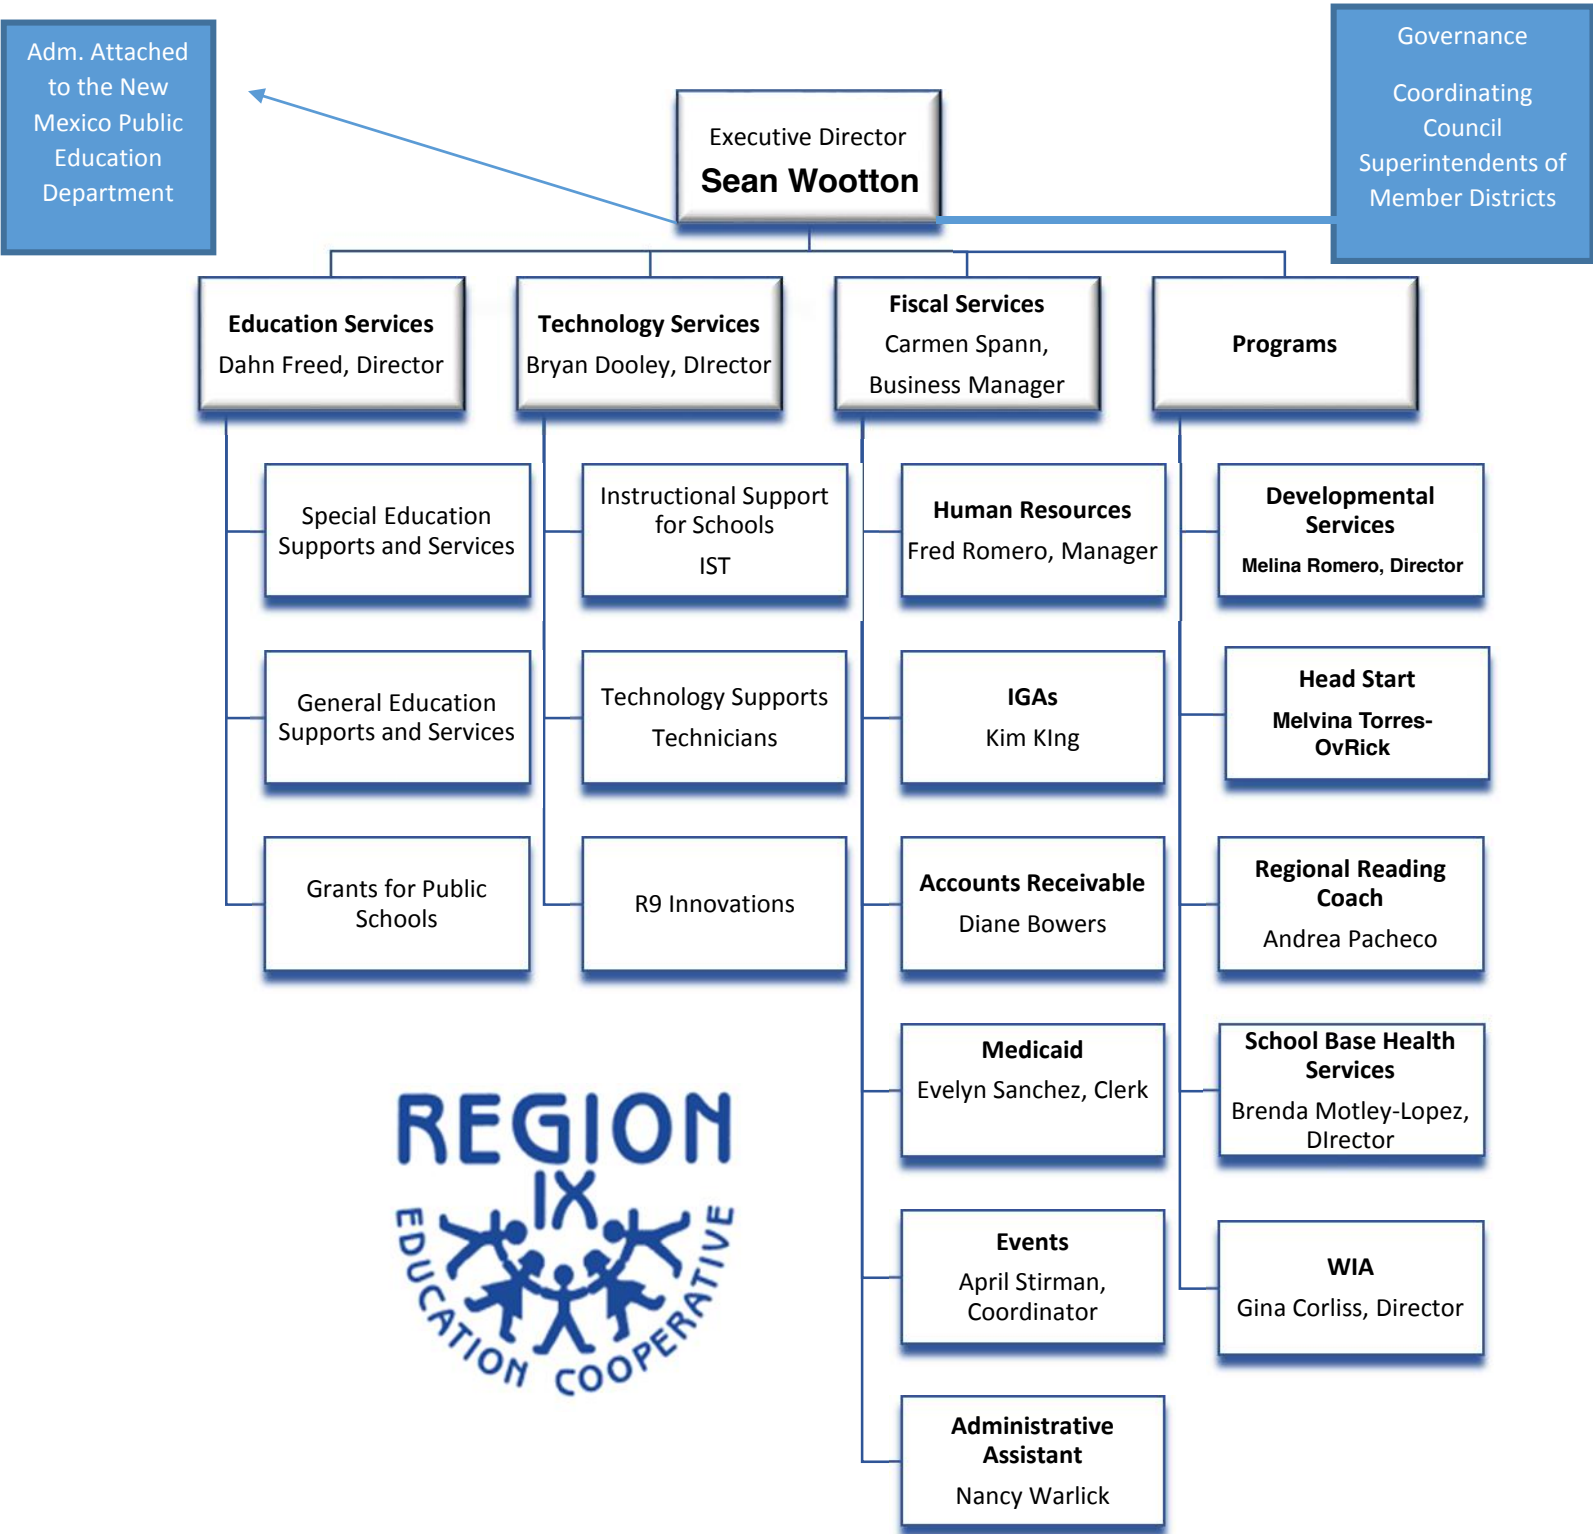 Adm. Attached
to the New
Mexico Public
Education
Department
Governance
Coordinating
Council
Superintendents of
Member Districts
Executive Director
Sean Wootton
Education Services
Dahn Freed, Director
Technology Services
Bryan Dooley, DIrector
Fiscal Services
Carmen Spann,
Business Manager
Programs
Special Education
Supports and Services
General Education
Supports and Services
Grants for Public
Schools
Instructional Support
for Schools
IST
Technology Supports
Technicians
R9 Innovations
Human Resources
Fred Romero, Manager
IGAs
Kim KIng
Accounts Receivable
Diane Bowers
Medicaid
Evelyn Sanchez, Clerk
Events
April Stirman,
Coordinator
Administrative
Assistant
Nancy Warlick
Developmental
Services
Melina Romero, Director
Head Start
Melvina Torres-
OvRick
Regional Reading
Coach
Andrea Pacheco
School Base Health
Services
Brenda Motley-Lopez,
DIrector
WIA
Gina Corliss, Director
REGION
IX
EDUCATION COOPERATIVE